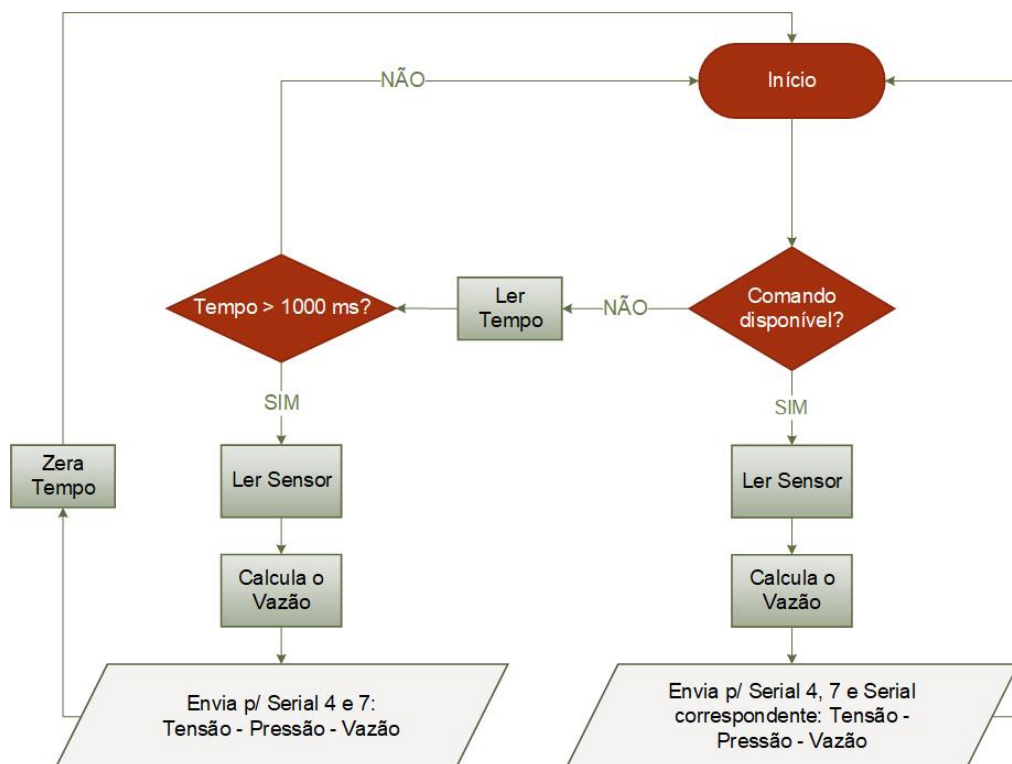 Início
NÃO
Comando
disponível?
NÃO
Ler
Tempo
Tempo > 1000 ms?
SIM
SIM
Zera
Tempo
Ler Sensor
Ler Sensor
Calcula o
Vazão
Calcula o
Vazão
Envia p/ Serial 4 e 7:
Tensão - Pressão - Vazão
Envia p/ Serial 4, 7 e Serial
correspondente: Tensão -
Pressão - Vazão